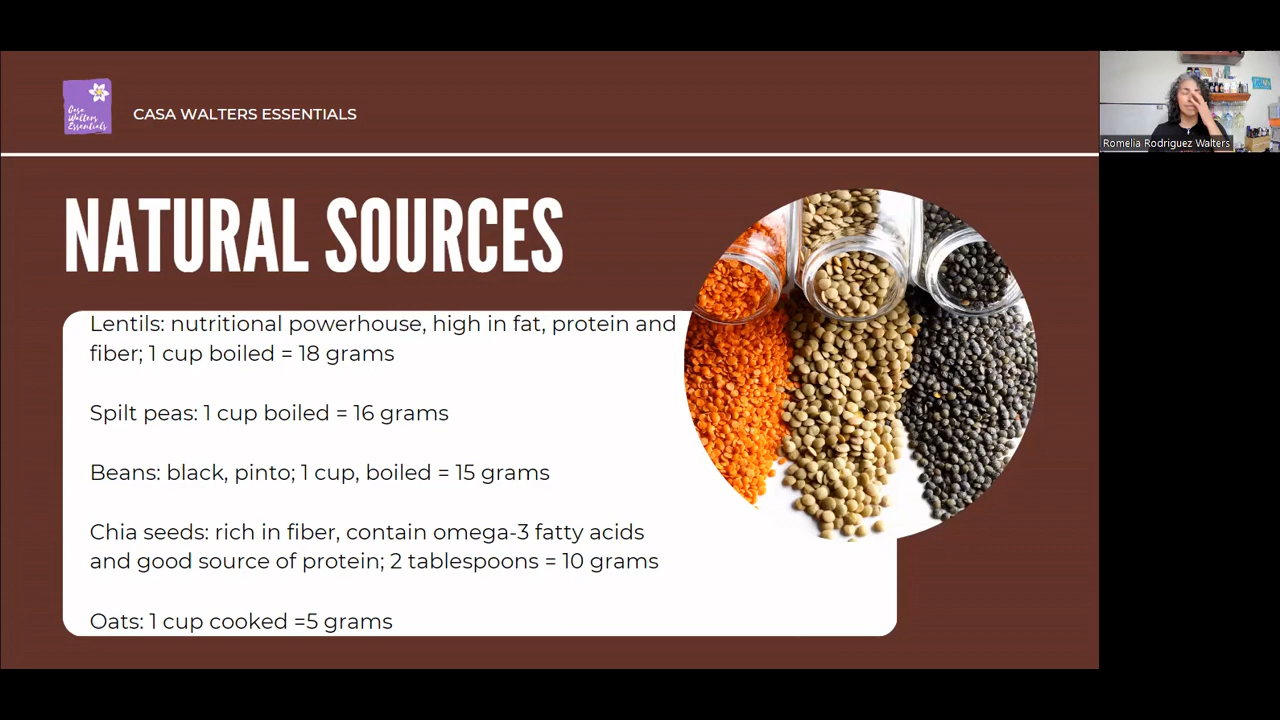 Casa
Walters
Essentials
CASA WALTERS ESSENTIALS
NATURAL SOURCES
Lentils: nutritional powerhouse, high in fat, protein and
fiber; 1 cup boiled = 18 grams
Spilt peas: 1 cup boiled = 16 grams
Beans: black, pinto; 1 cup, boiled = 15 grams
Chia seeds: rich in fiber, contain omega-3 fatty acids
and good source of protein; 2 tablespoons = 10 grams
Oats: 1 cup cooked =5 grams
Romelia Rodriguez Walters